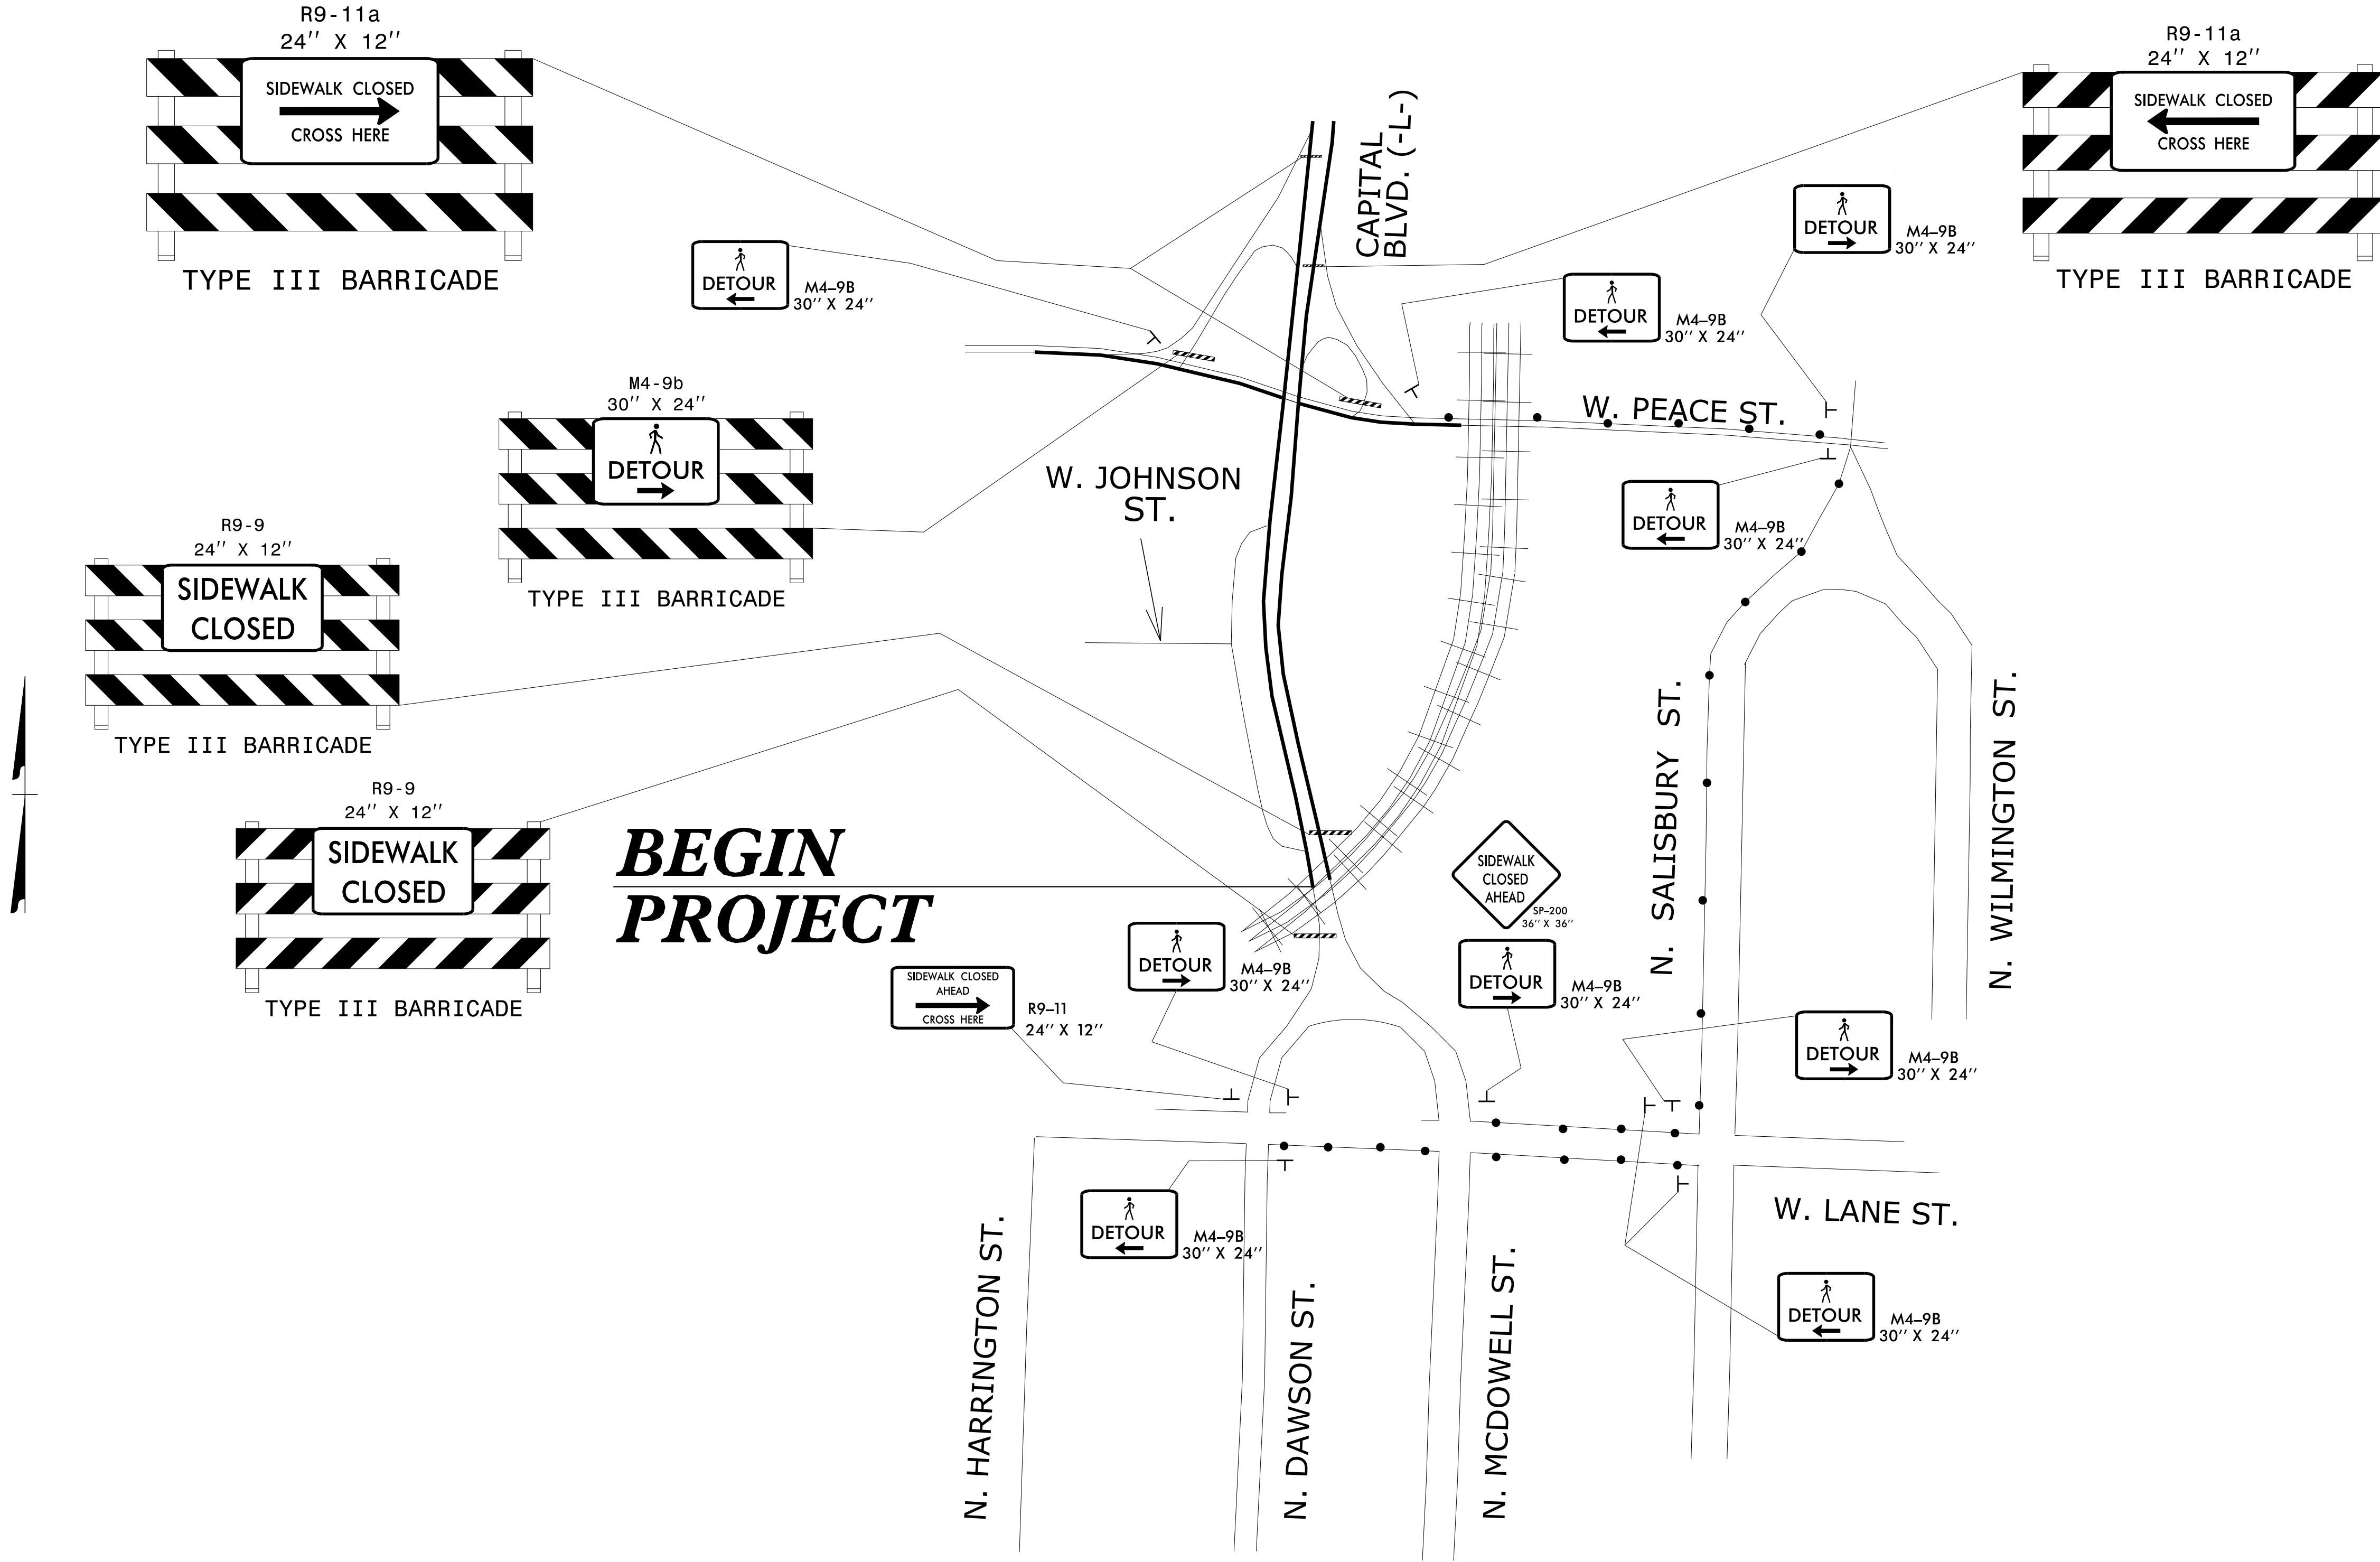 R9-11a
24'' X 12''
SIDEWALK CLOSED
CROSS HERE
TYPE III BARRICADE
R9-11a
24'' X 12''
SIDEWALK CLOSED
CROSS HERE
TYPE III BARRICADE
CAPITAL
BLVD. (-L-)
DETOUR
M4-9B
30'' X 24''
DETOUR
M4-9B
30'' X 24''
DETOUR
M4-9B
30'' X 24''
M4-9b
30'' X 24''
DETOUR
TYPE III BARRICADE
W. PEACE ST.
W. JOHNSON
ST.
DETOUR
M4-9B
30'' X 24''
R9-9
24'' X 12''
SIDEWALK
CLOSED
TYPE III BARRICADE
R9-9
24'' X 12''
SIDEWALK
CLOSED
TYPE III BARRICADE
BEGIN
PROJECT
N. SALISBURY ST.
N. WILMINGTON ST.
SIDEWALK
CLOSED
AHEAD
SP-200
36'' X 36''
DETOUR
M4-9B
30'' X 24''
DETOUR
M4-9B
30'' X 24''
SIDEWALK CLOSED
AHEAD
CROSS HERE
R9-11
24'' X 12''
DETOUR
M4-9B
30'' X 24''
DETOUR
M4-9B
30'' X 24''
W. LANE ST.
DETOUR
M4-9B
30'' X 24''
N. HARRINGTON ST.
N. DAWSON ST.
N. MCDOWELL ST.